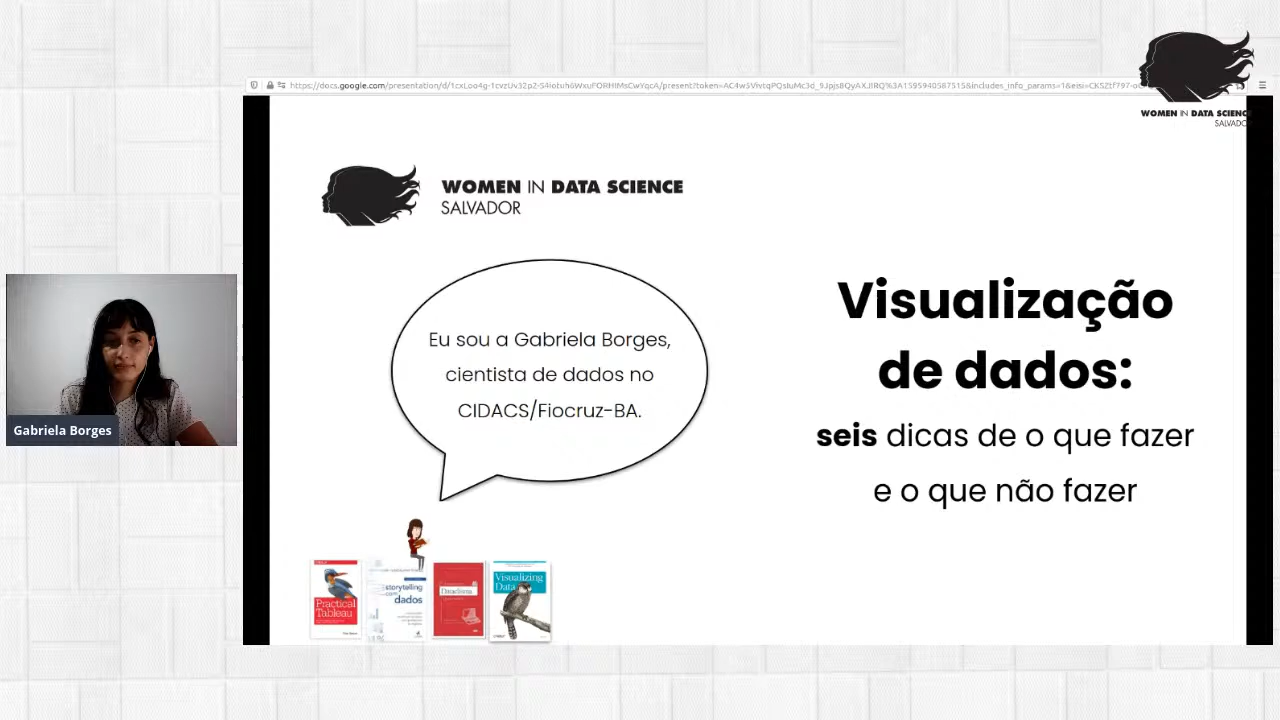 WOMEN IN DATA SCIENCE
SALVADOR
WOMEN IN DATA SCIENCE
SALVADOR
Eu sou a Gabriela Borges,
cientista de dados no
CIDACS/Fiocruz-BA.
Visualização
de dados:
seis dicas de o que fazer
e o que não fazer
Gabriela Borges
Practical
Tableau
storytelling
com
dados
Visualizing
Data